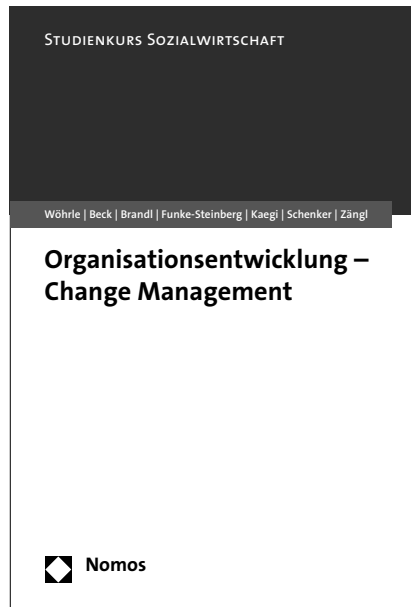 STUDIENKURS SOZIALWIRTSCHAFT
Wöhrle | Beck | Brandl | Funke-Steinberg | Kaegi | Schenker | Zängl
Organisationsentwicklung –
Change Management
Nomos